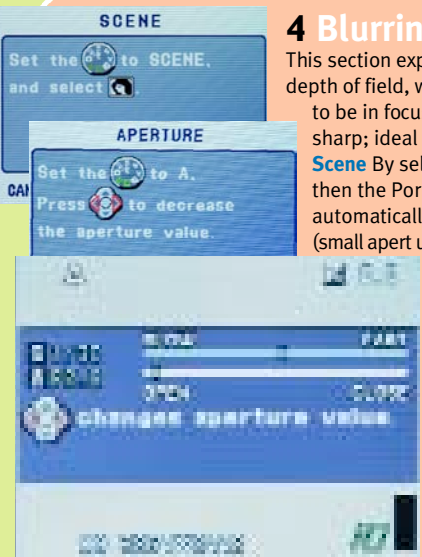 SCENE
Set the to SCENE,
and select
CAN
APERTURE
Set the to A.
Press to decrease
the aperture value.
SLOW FAST
OPEN CLOSE
changes aperture value
4 Blurrin
This section exp
depth of field, w
to be in focu
sharp; ideal
Scene By sel
then the Por
automaticall
(small apert u